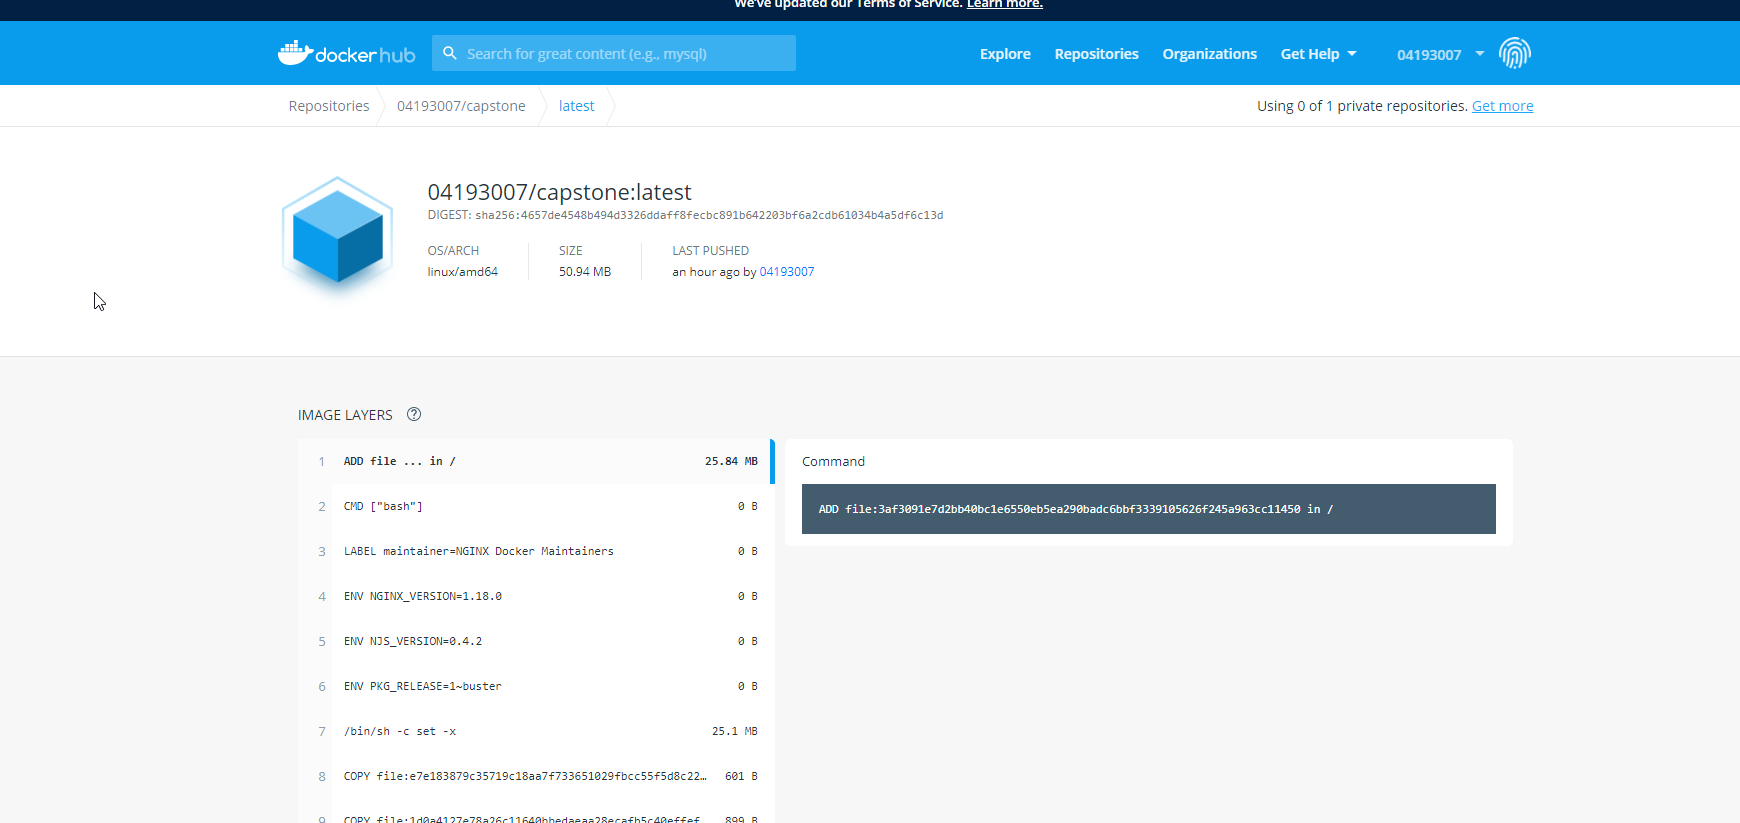 We've updated our Terms of Service. Learn more.
dockerhub Search for great content (e.g., mysql) Explore Repositories Organizations Get Help 04193007
Repositories 04193007/capstone latest Using 0 of 1 private repositories. Get more
04193007/capstone:latest
DIGEST: sha256:4657de4548b494d3326ddaff8fecbc891b642203bf6a2cdb61034b4a5df6c13d
OS/ARCH SIZE LAST PUSHED
linux/amd64 50.94 MB an hour ago by 04193007
IMAGE LAYERS ?
1 ADD file ... in / 25.84 MB
2 CMD ["bash"] 0 B
3 LABEL maintainer=NGINX Docker Maintainers 0 B
4 ENV NGINX_VERSION=1.18.0 0 B
5 ENV NJS_VERSION=0.4.2 0 B
6 ENV PKG_RELEASE=1~buster 0 B
7 /bin/sh -c set -x 25.1 MB
8 COPY file:e7e183879c35719c18aa7f733651029fbcc55f5d8c22… 601 B
9 COPY file:1d0a4127e78a26c11640bbedaeaa28ecafb5c40effef… 899 B
Command
ADD file:3af3091e7d2bb40bc1e6550eb5ea290badc6bbf3339105626f245a963cc11450 in /